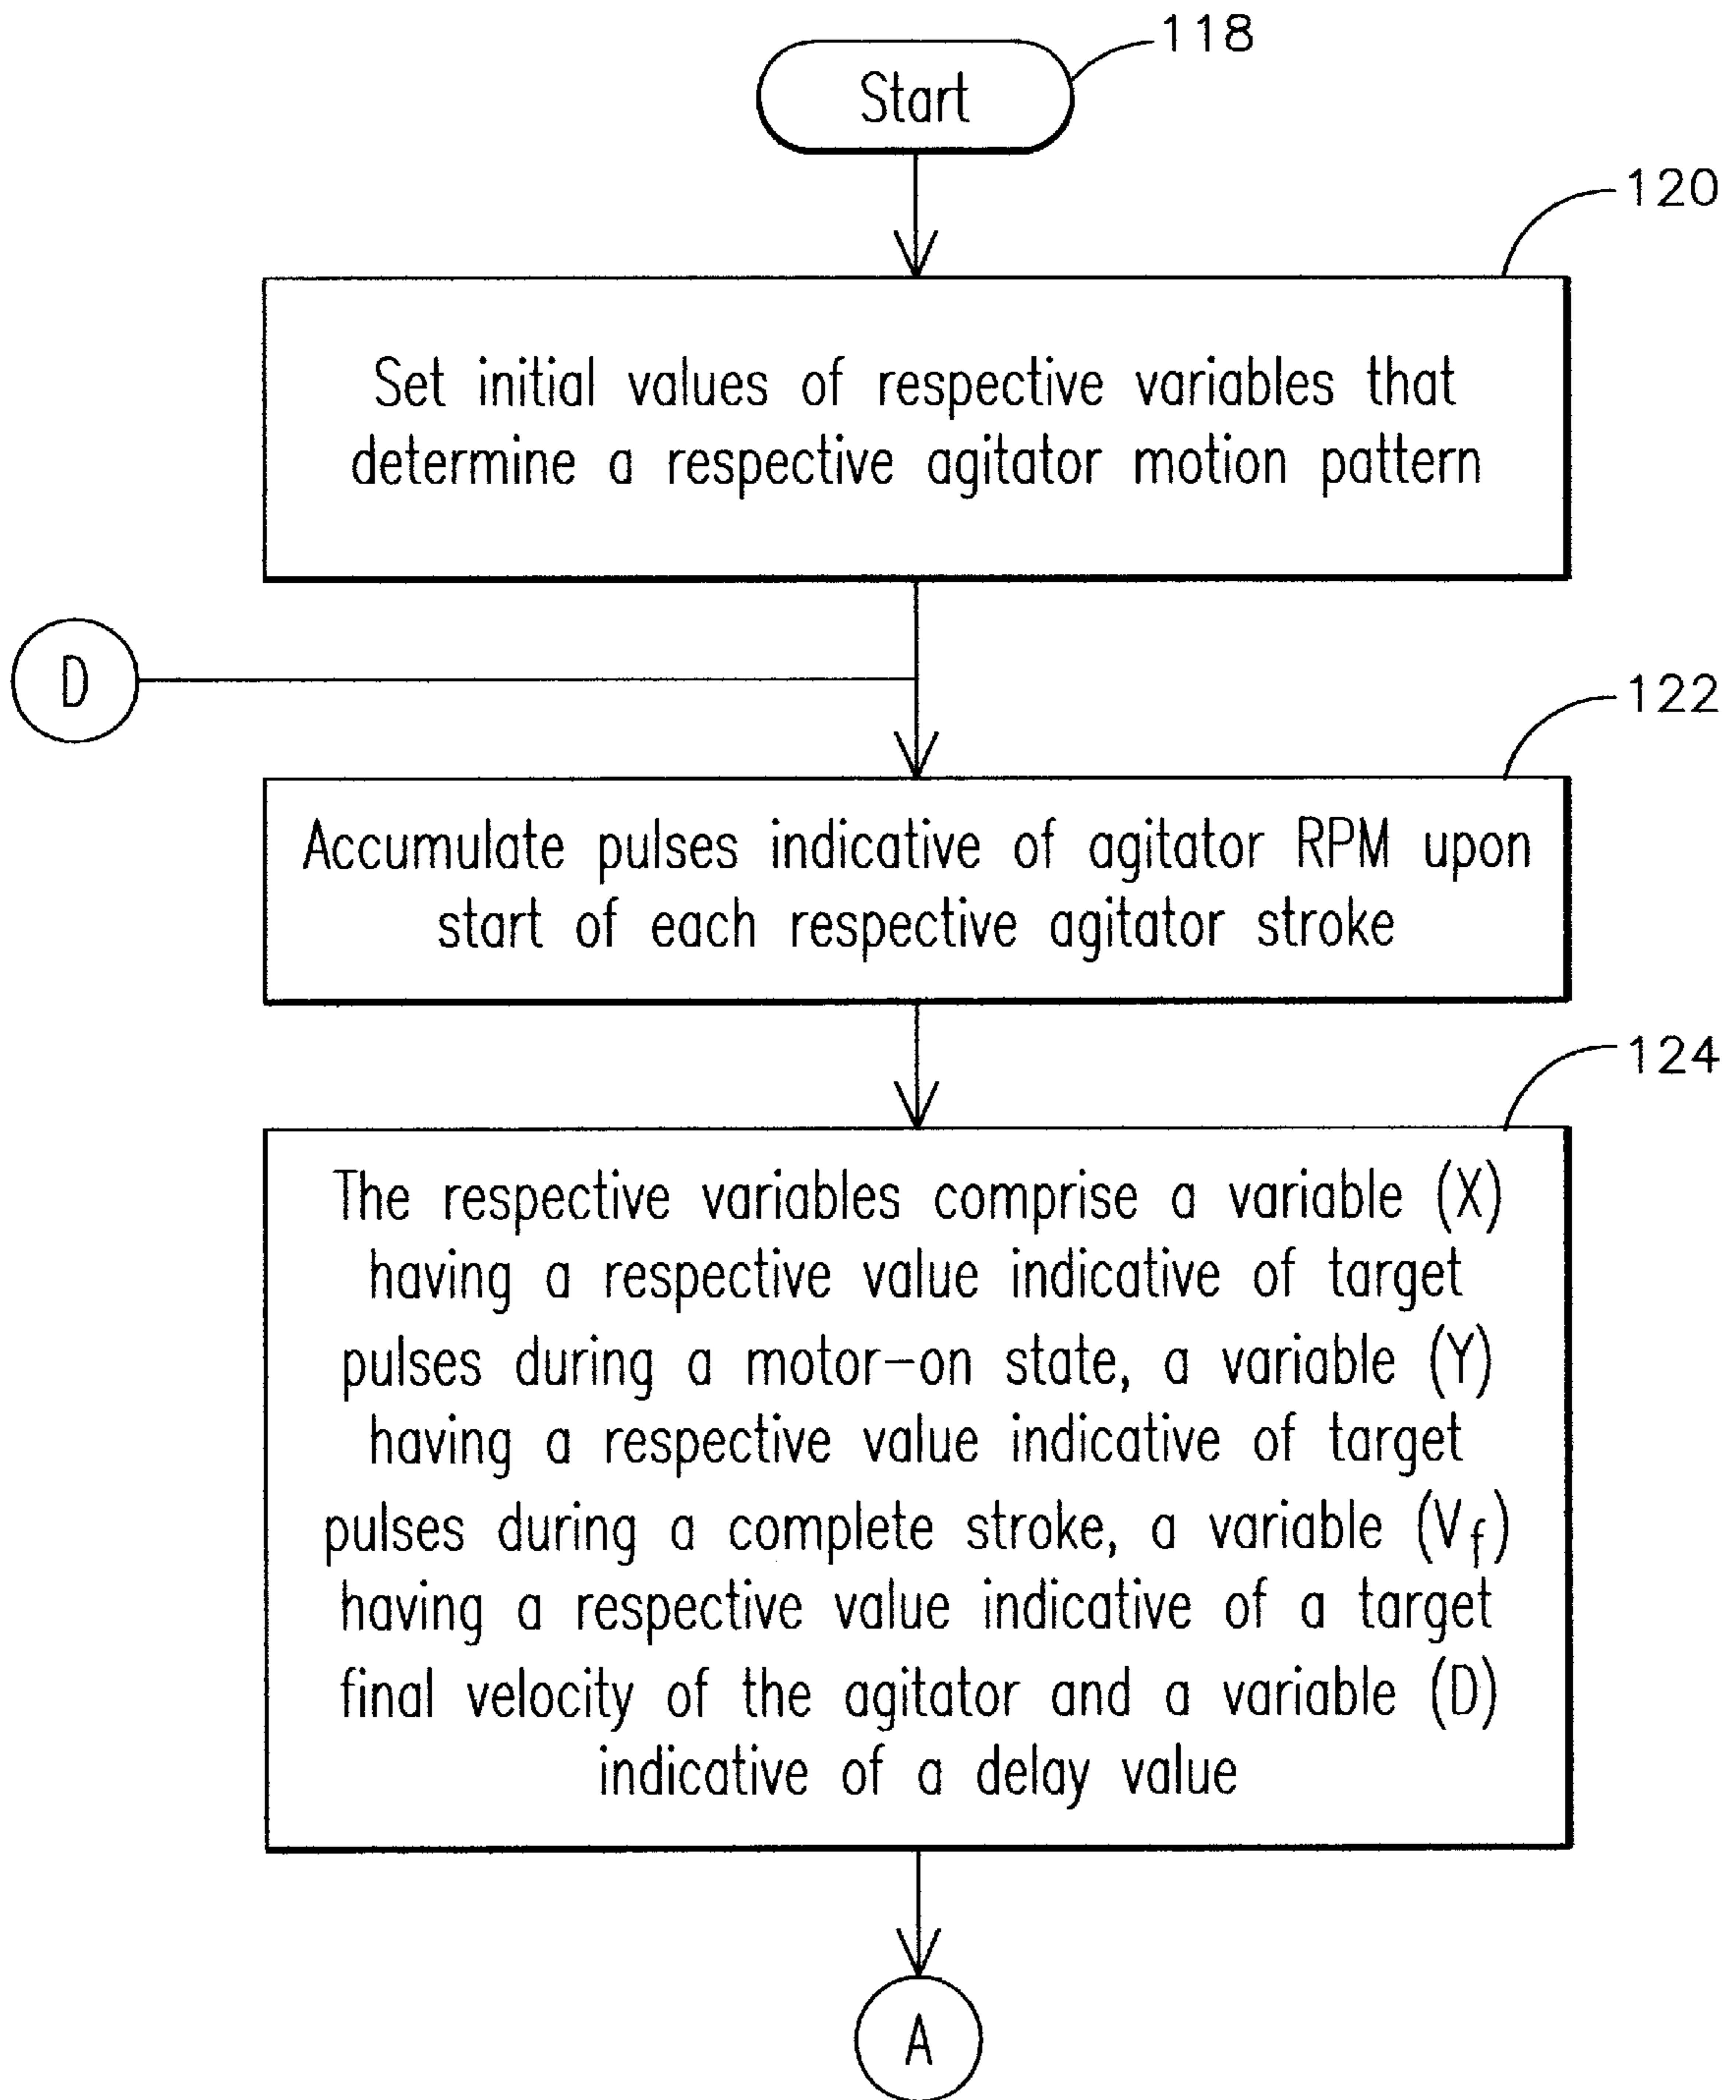 118
Start
120
Set initial values of respective variables that
determine a respective agitator motion pattern
D
122
Accumulate pulses indicative of agitator RPM upon
start of each respective agitator stroke
124
The respective variables comprise a variable (X)
having a respective value indicative of target
pulses during a motor-on state, a variable (Y)
having a respective value indicative of target
pulses during a complete stroke, a variable (Vf)
having a respective value indicative of a target
final velocity of the agitator and a variable (D)
indicative of a delay value
A